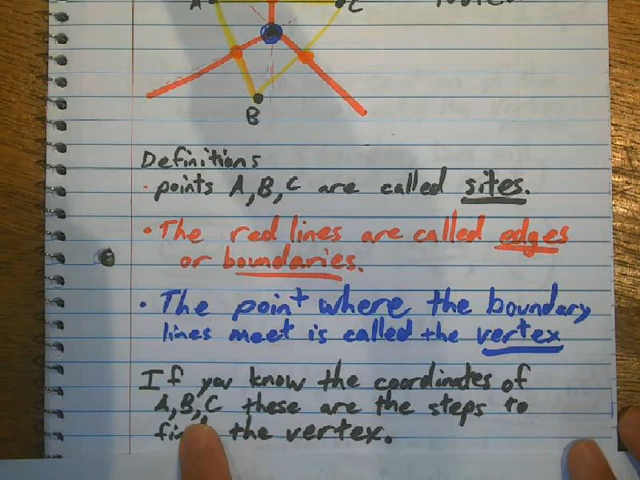 A
C
B
Definitions
· points A, B, C are called sites.
· The red lines are called edges
or boundaries.
· The point where the boundary
lines meet is called the vertex
If you know the coordinates of
A, B, C these are the steps to
the vertex.